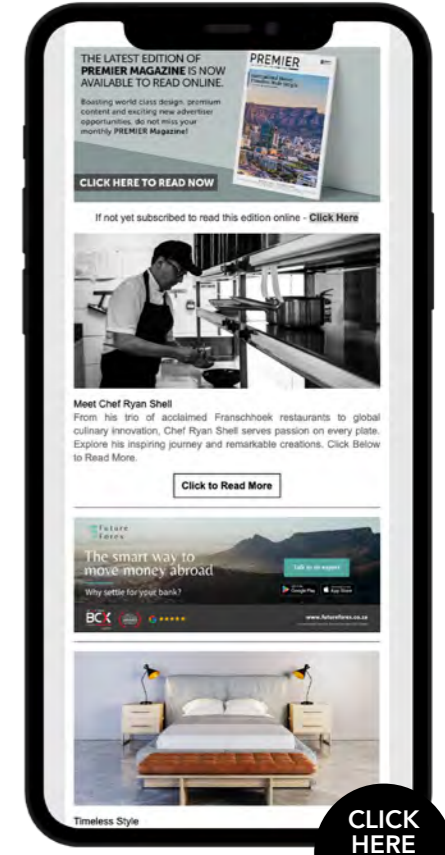 THE LATEST EDITION OF
PREMIER MAGAZINE IS NOW
AVAILABLE TO READ ONLINE.
Boasting world class design, premium
content and exciting new advertiser
opportunities, do not miss your
monthly PREMIER Magazine!
CLICK HERE TO READ NOW
PREMIER
If not yet subscribed to read this edition online - Click Here
Meet Chef Ryan Shell
From his trio of acclaimed Franschhoek restaurants to global
culinary innovation, Chef Ryan Shell serves passion on every plate.
Explore his inspiring journey and remarkable creations. Click Below
to Read More.
Click to Read More
Future
Forex
The smart way to
move money abroad
Why settle for your bank?
Talk to an expert
Google Play
App Store
BCX
www.futureforex.co.za
Timeless Style
CLICK
HERE